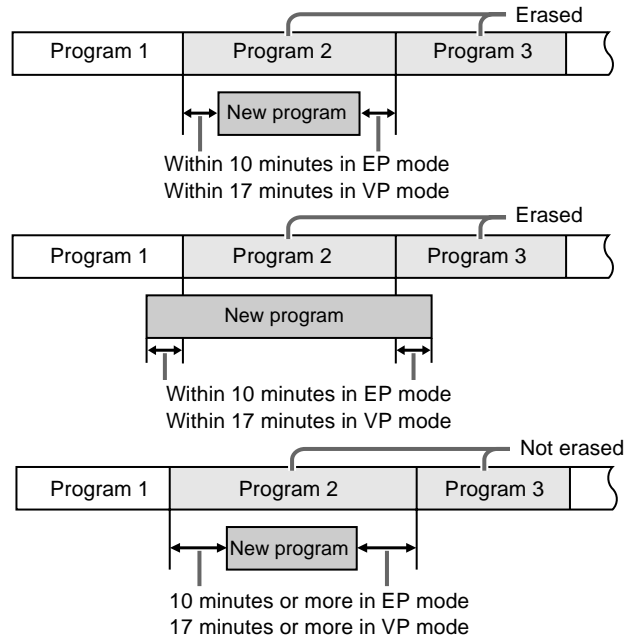 Erased
Program 1 Program 2 Program 3
New program
Within 10 minutes in EP mode
Within 17 minutes in VP mode
Erased
Program 1 Program 2 Program 3
New program
Within 10 minutes in EP mode
Within 17 minutes in VP mode
Not erased
Program 1 Program 2 Program 3
New program
10 minutes or more in EP mode
17 minutes or more in VP mode